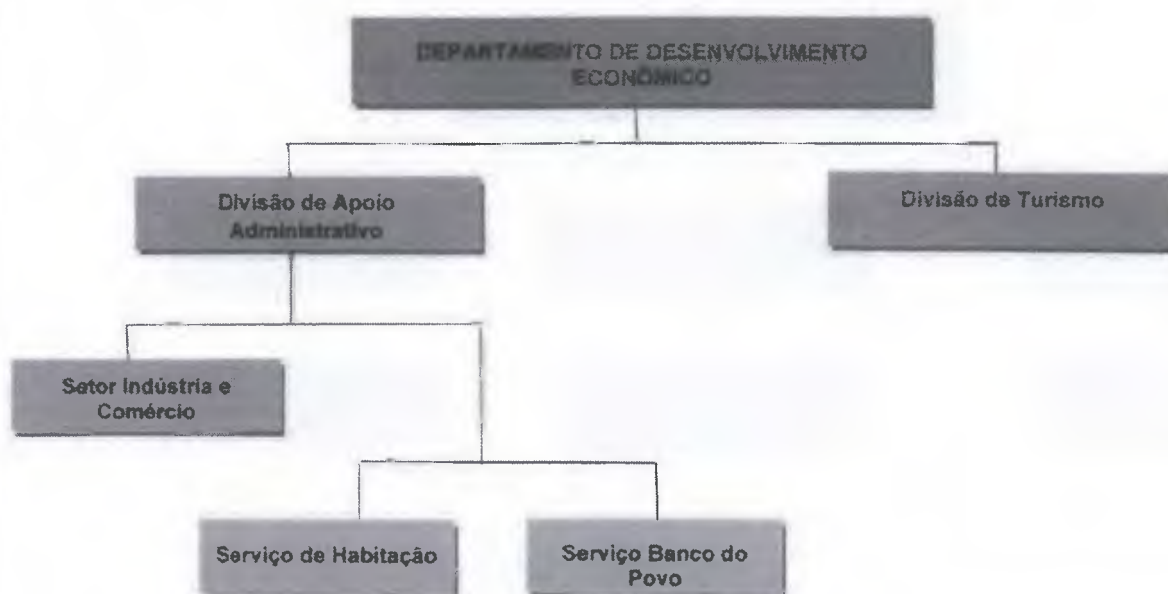 DEPARTAMENTO DE DESENVOLVIMENTO
ECONÔMICO
Divisão de Apoio
Administrativo
Divisão de Turismo
Setor Indústria e
Comércio
Serviço de Habitação
Serviço Banco do
Povo